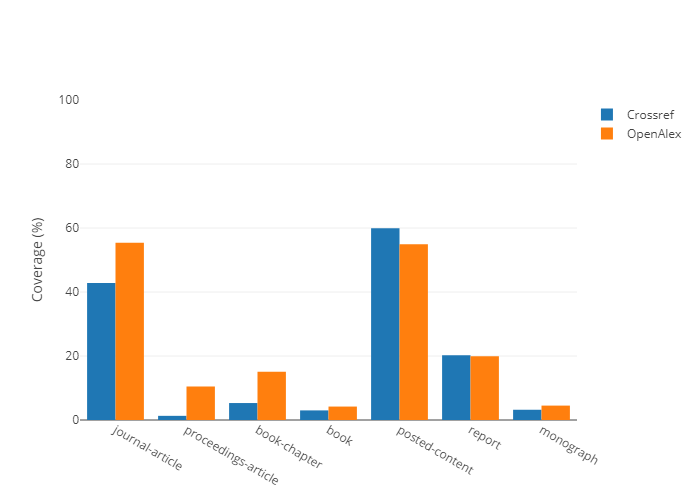 100
80
60
40
20
0
Coverage (%)
journal-article
proceedings-article
book-chapter
book
posted-content
report
monograph
Crossref
OpenAlex